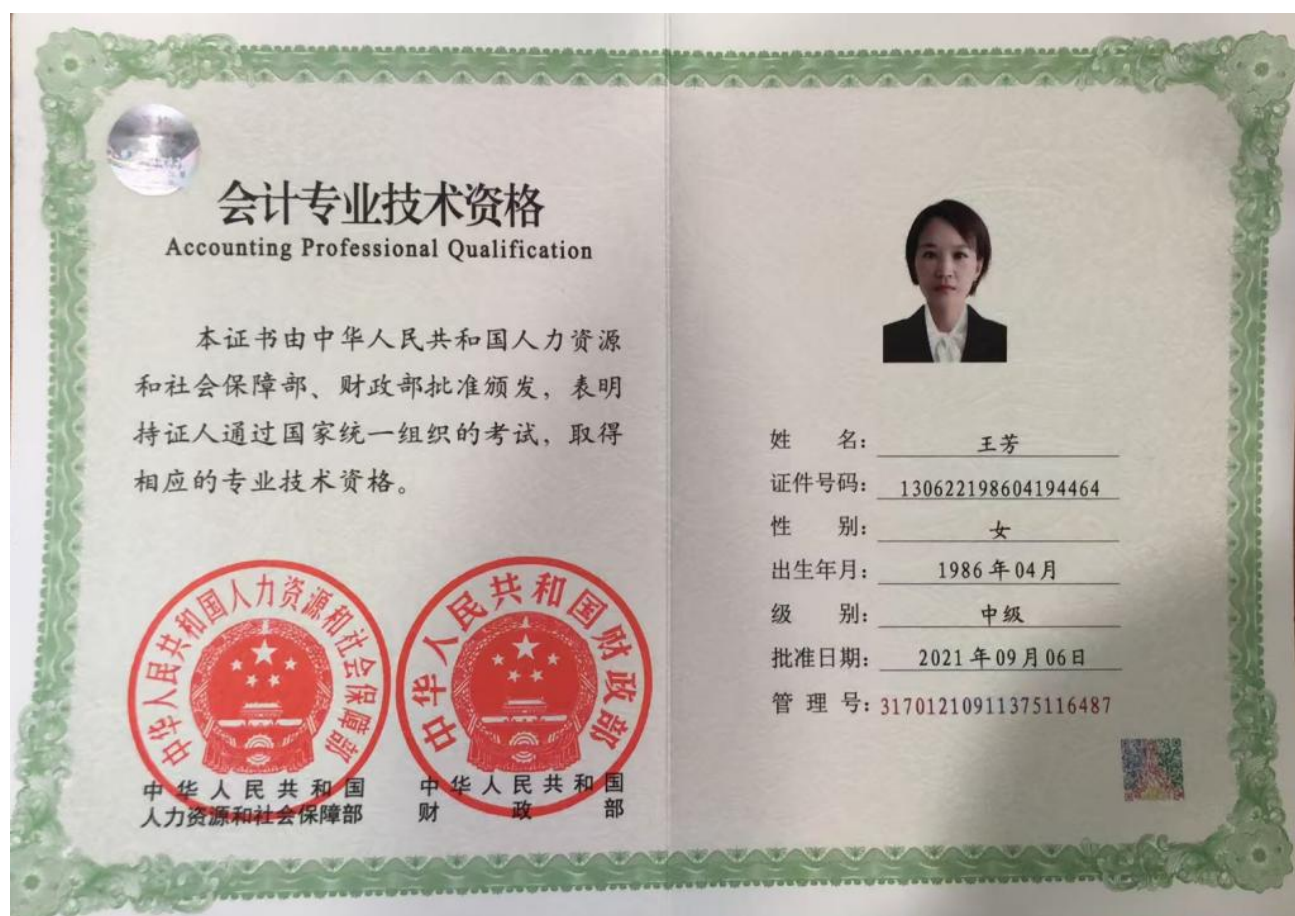 会计专业技术资格
Accounting Professional Qualification
本证书由中华人民共和国人力资源
和社会保障部、财政部批准颁发，表明
持证人通过国家统一组织的考试，取得
相应的专业技术资格。
中华人民共和国人力资源和社会保障部
中华人民共和国财政部
中华人民共和国
人力资源和社会保障部
中华人民共和国
财政部
姓名：王芳
证件号码：130622198604194464
性别：女
出生年月：1986年04月
级别：中级
批准日期：2021年09月06日
管理号：31701210911375116487